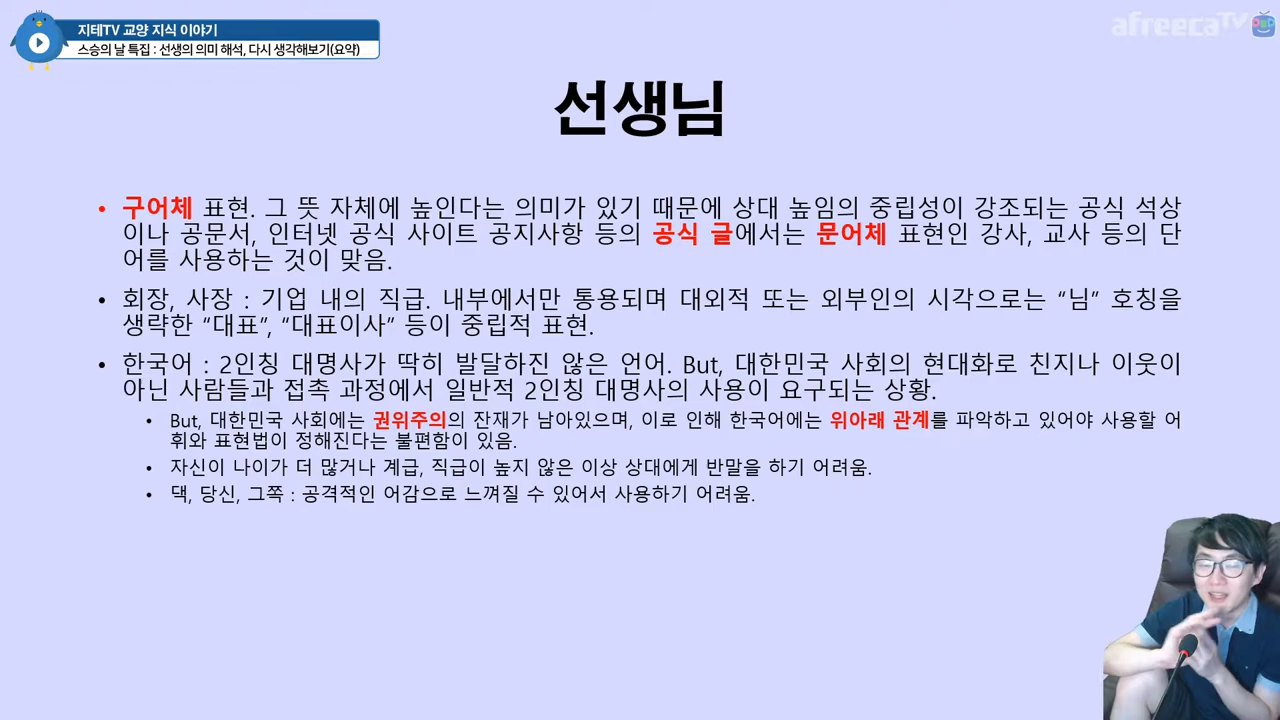 지테TV 교양 지식 이야기
스승의 날 특집 : 선생의 의미 해석, 다시 생각해보기(요약)
afreecaTV
선생님
• 구어체 표현. 그 뜻 자체에 높인다는 의미가 있기 때문에 상대 높임의 중립성이 강조되는 공식 석상
이나 공문서, 인터넷 공식 사이트 공지사항 등의 공식 글에서는 문어체 표현인 강사, 교사 등의 단
어를 사용하는 것이 맞음.
• 회장, 사장 : 기업 내의 직급. 내부에서만 통용되며 대외적 또는 외부인의 시각으로는 “님” 호칭을
생략한 “대표”, “대표이사” 등이 중립적 표현.
• 한국어 : 2인칭 대명사가 딱히 발달하진 않은 언어. But, 대한민국 사회의 현대화로 친지나 이웃이
아닌 사람들과 접촉 과정에서 일반적 2인칭 대명사의 사용이 요구되는 상황.
• But, 대한민국 사회에는 권위주의의 잔재가 남아있으며, 이로 인해 한국어에는 위아래 관계를 파악하고 있어야 사용할 어
휘와 표현법이 정해진다는 불편함이 있음.
• 자신이 나이가 더 많거나 계급, 직급이 높지 않은 이상 상대에게 반말을 하기 어려움.
• 댁, 당신, 그쪽 : 공격적인 어감으로 느껴질 수 있어서 사용하기 어려움.